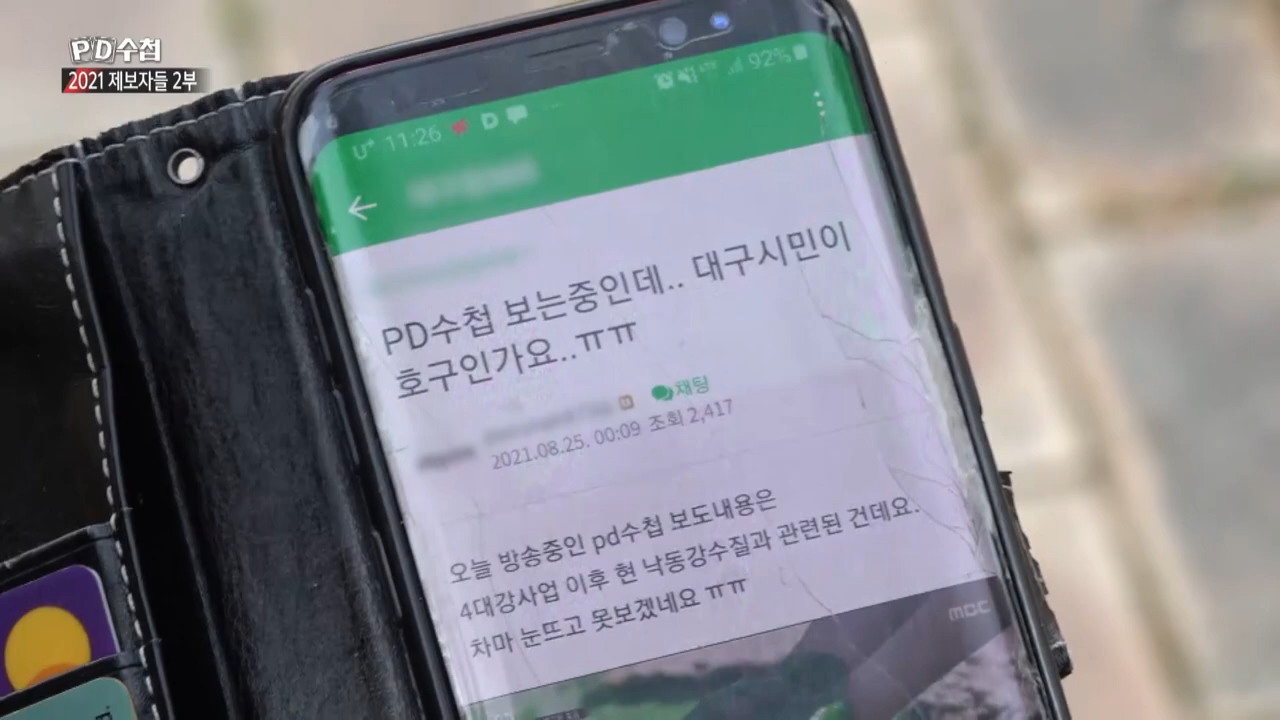 PD수첩
2021 제보자들 2부
U+ 11:26 92%
PD수첩 보는중인데.. 대구시민이
호구인가요..ㅠㅠ
채팅
2021.08.25. 00:09 조회 2,417
오늘 방송중인 pd수첩 보도내용은
4대강사업 이후 현 낙동강수질과 관련된 건데요.
차마 눈뜨고 못보겠네요 ㅠㅠ
mbc